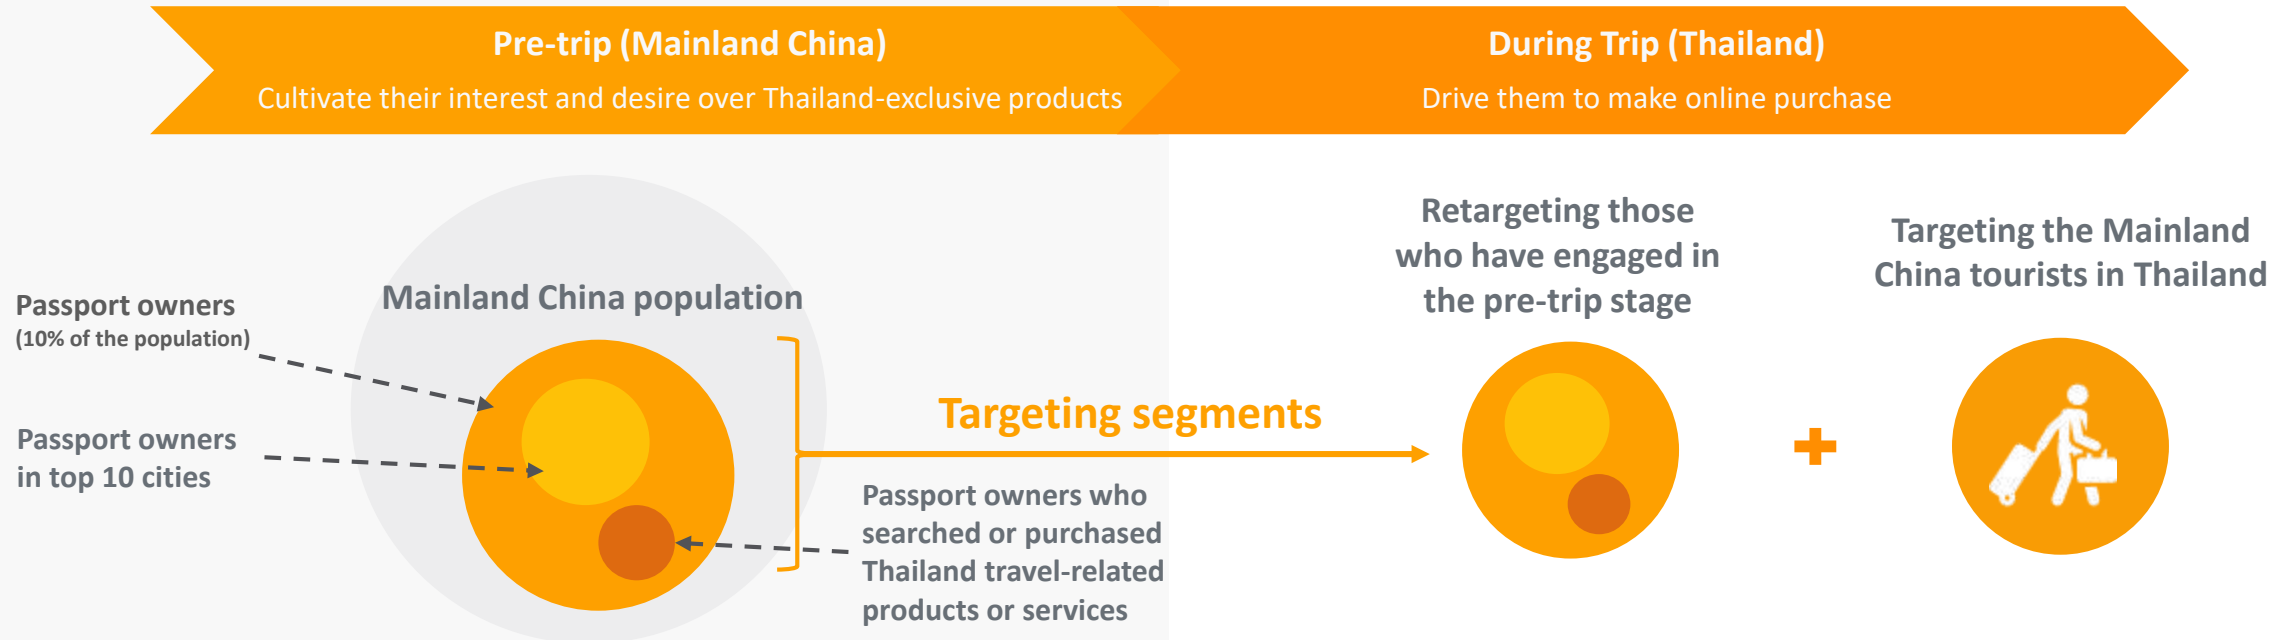 Pre-trip (Mainland China)
Cultivate their interest and desire over Thailand-exclusive products
During Trip (Thailand)
Drive them to make online purchase
Mainland China population
Passport owners
(10% of the population)
Passport owners
in top 10 cities
Targeting segments
Passport owners who
searched or purchased
Thailand travel-related
products or services
Retargeting those
who have engaged in
the pre-trip stage
Targeting the Mainland
China tourists in Thailand